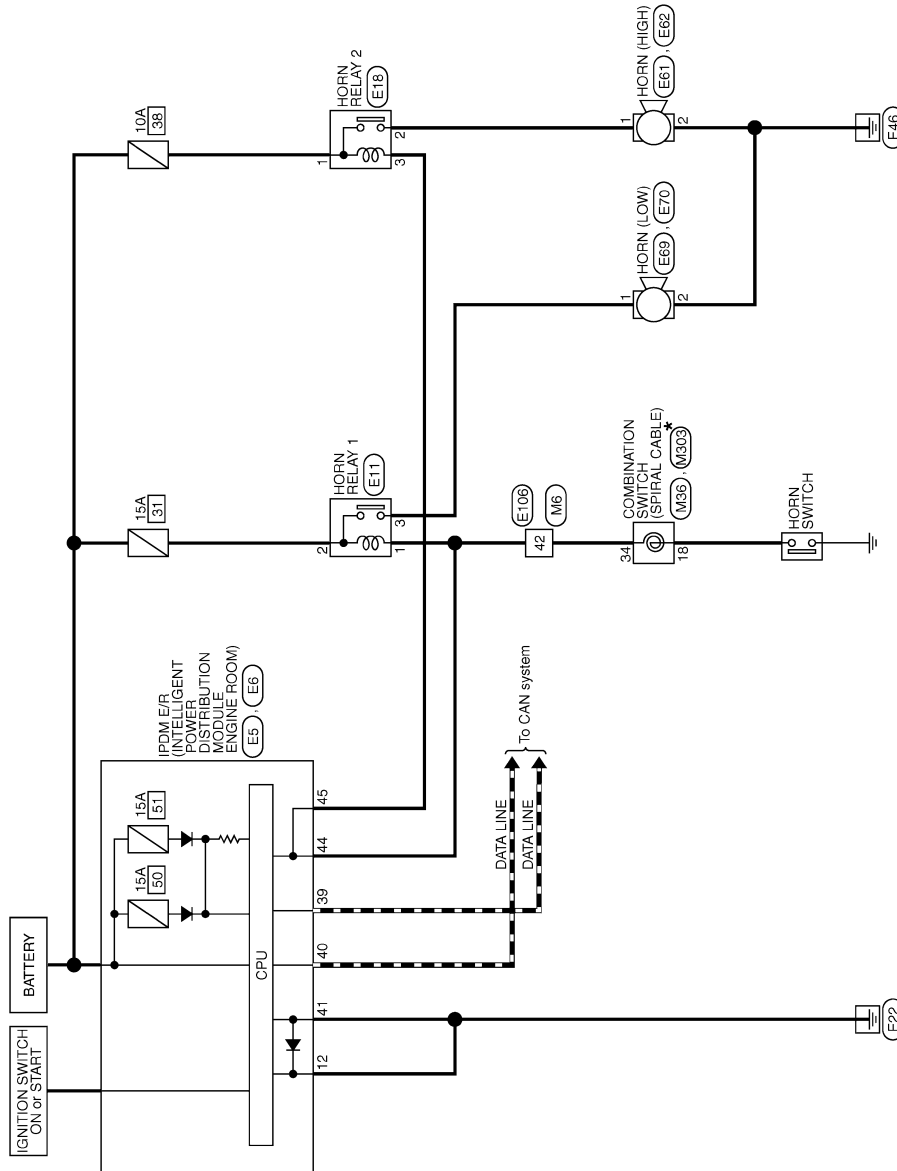 IGNITION SWITCH
ON or START
BATTERY
IPDM E/R
(INTELLIGENT
POWER
DISTRIBUTION
MODULE
ENGINE ROOM)
E5 , E6
15A
50
15A
51
CPU
12
41
40
39
44
45
DATA LINE
DATA LINE
To CAN system
E22
15A
31
HORN
RELAY 1
E11
2
1
3
E106
42
M6
COMBINATION
SWITCH
(SPIRAL CABLE)
*
M36 , M303
34
18
HORN
SWITCH
10A
38
HORN
RELAY 2
E18
1
3
2
HORN (LOW)
E69 , E70
1
2
HORN (HIGH)
E61 , E62
1
2
E46